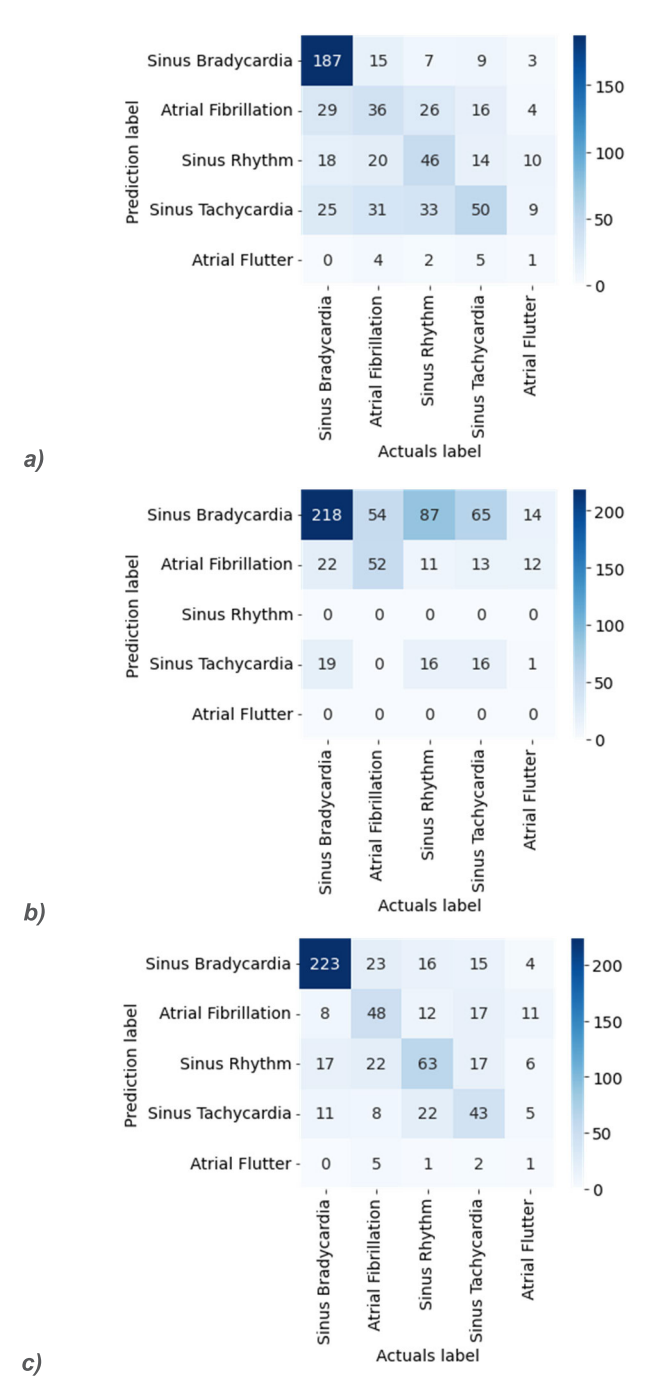 Sinus Bradycardia 187 15 7 9 3
Atrial Fibrillation 29 36 26 16 4
Sinus Rhythm 18 20 46 14 10
Sinus Tachycardia 25 31 33 50 9
Atrial Flutter 0 4 2 5 1
Prediction label
150
100
50
0
Sinus Bradycardia
Atrial Fibrillation
Sinus Rhythm
Sinus Tachycardia
Atrial Flutter
Actuals label
a)
Sinus Bradycardia 218 54 87 65 14
Atrial Fibrillation 22 52 11 13 12
Sinus Rhythm 0 0 0 0 0
Sinus Tachycardia 19 0 16 16 1
Atrial Flutter 0 0 0 0 0
Prediction label
200
150
100
50
0
Sinus Bradycardia
Atrial Fibrillation
Sinus Rhythm
Sinus Tachycardia
Atrial Flutter
Actuals label
b)
Sinus Bradycardia 223 23 16 15 4
Atrial Fibrillation 8 48 12 17 11
Sinus Rhythm 17 22 63 17 6
Sinus Tachycardia 11 8 22 43 5
Atrial Flutter 0 5 1 2 1
Prediction label
200
150
100
50
0
Sinus Bradycardia
Atrial Fibrillation
Sinus Rhythm
Sinus Tachycardia
Atrial Flutter
Actuals label
c)